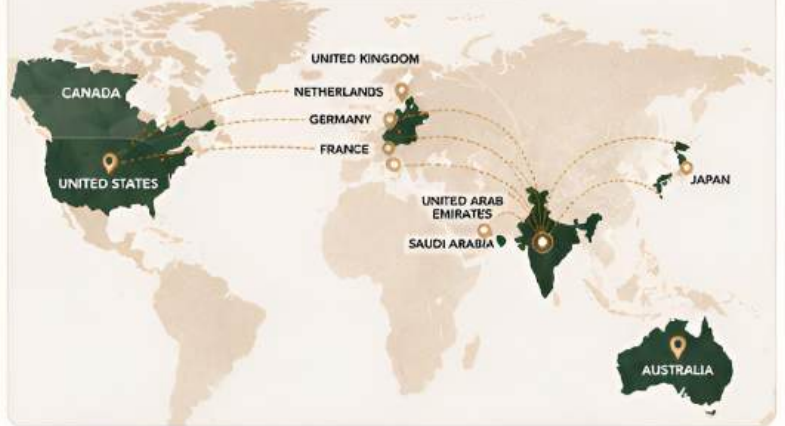 UNITED KINGDOM
CANADA
NETHERLANDS
GERMANY
FRANCE
UNITED STATES
JAPAN
UNITED ARAB
EMIRATES
SAUDI ARABIA
AUSTRALIA